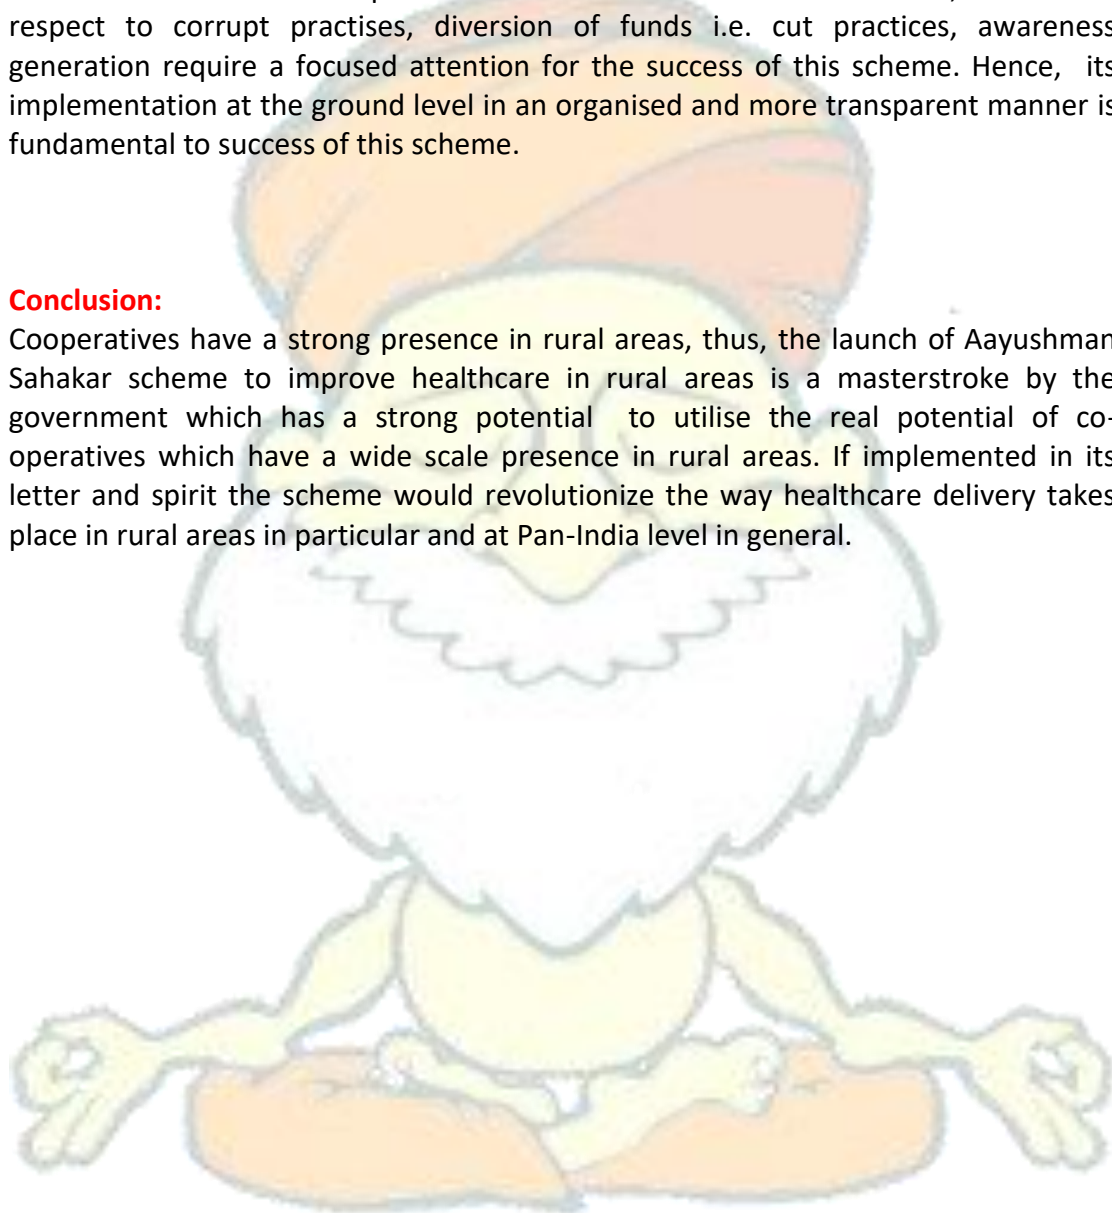 respect to corrupt practises, diversion of funds i.e. cut practices, awareness
generation require a focused attention for the success of this scheme. Hence, its
implementation at the ground level in an organised and more transparent manner is
fundamental to success of this scheme.
Conclusion:
Cooperatives have a strong presence in rural areas, thus, the launch of Aayushman
Sahakar scheme to improve healthcare in rural areas is a masterstroke by the
government which has a strong potential to utilise the real potential of co-
operatives which have a wide scale presence in rural areas. If implemented in its
letter and spirit the scheme would revolutionize the way healthcare delivery takes
place in rural areas in particular and at Pan-India level in general.